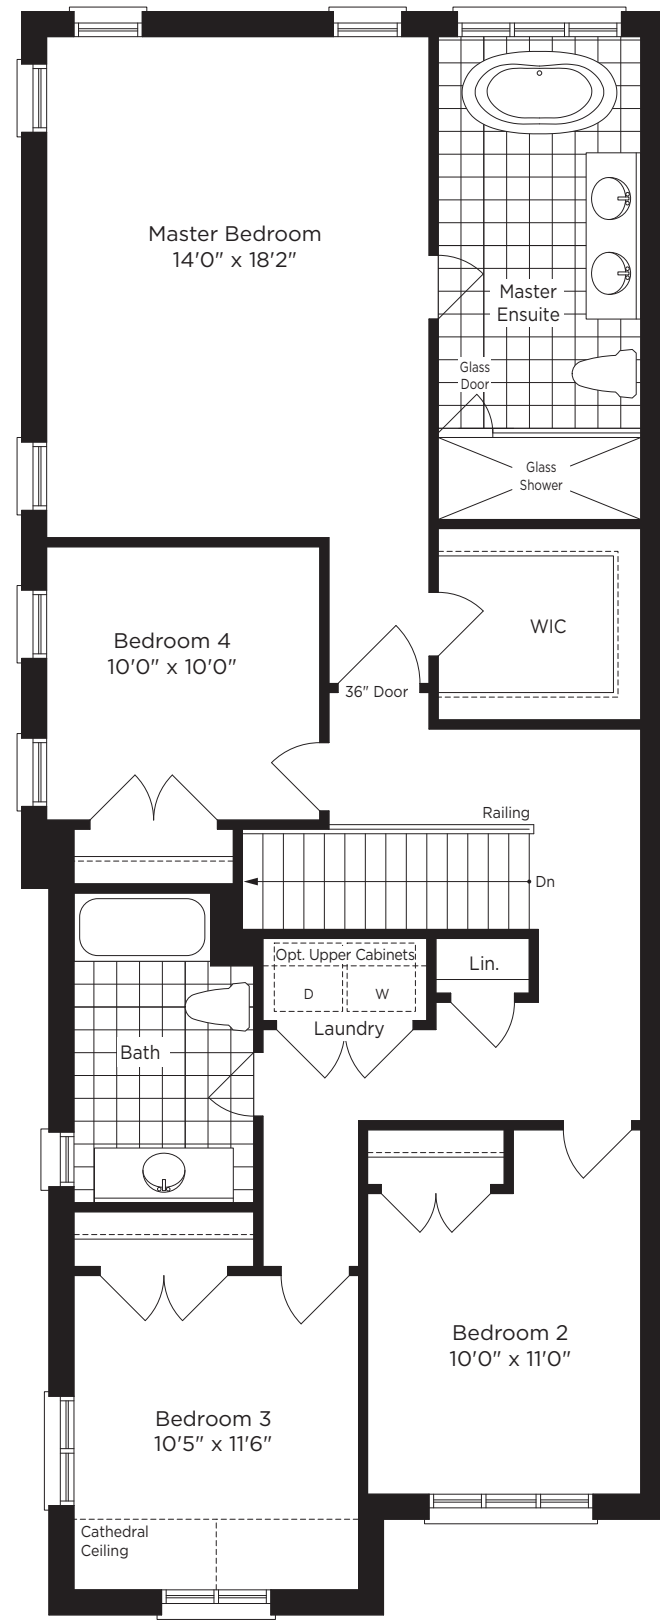 Master Bedroom
14'0" x 18'2"
Master
Ensuite
Glass
Door
Glass
Shower
WIC
Bedroom 4
10'0" x 10'0"
36" Door
Railing
Dn
Opt. Upper Cabinets
D
W
Lin.
Laundry
Bath
Bedroom 2
10'0" x 11'0"
Bedroom 3
10'5" x 11'6"
Cathedral
Ceiling